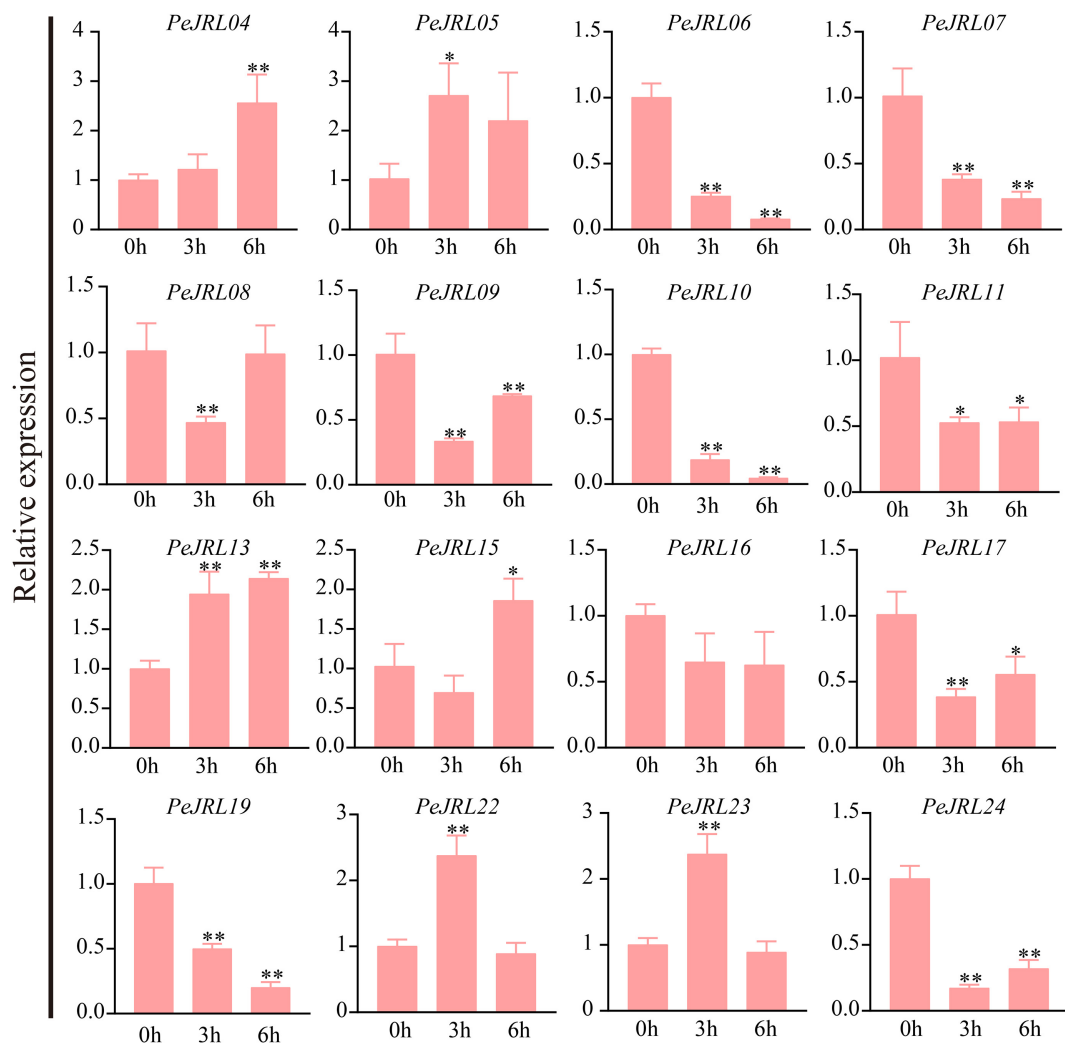 Relative expression
PeJRL04
4
3
2
1
0
**
0h 3h 6h
PeJRL05
4
3
2
1
0
*
0h 3h 6h
PeJRL06
1.5
1.0
0.5
0.0
** **
0h 3h 6h
PeJRL07
1.5
1.0
0.5
0.0
** **
0h 3h 6h
PeJRL08
1.5
1.0
0.5
0.0
**
0h 3h 6h
PeJRL09
1.5
1.0
0.5
0.0
** **
0h 3h 6h
PeJRL10
1.5
1.0
0.5
0.0
** **
0h 3h 6h
PeJRL11
1.5
1.0
0.5
0.0
* *
0h 3h 6h
PeJRL13
2.5
2.0
1.5
1.0
0.5
0.0
** **
0h 3h 6h
PeJRL15
2.5
2.0
1.5
1.0
0.5
0.0
*
0h 3h 6h
PeJRL16
1.5
1.0
0.5
0.0
0h 3h 6h
PeJRL17
1.5
1.0
0.5
0.0
** *
0h 3h 6h
PeJRL19
1.5
1.0
0.5
0.0
** **
0h 3h 6h
PeJRL22
3
2
1
0
**
0h 3h 6h
PeJRL23
3
2
1
0
**
0h 3h 6h
PeJRL24
1.5
1.0
0.5
0.0
** **
0h 3h 6h